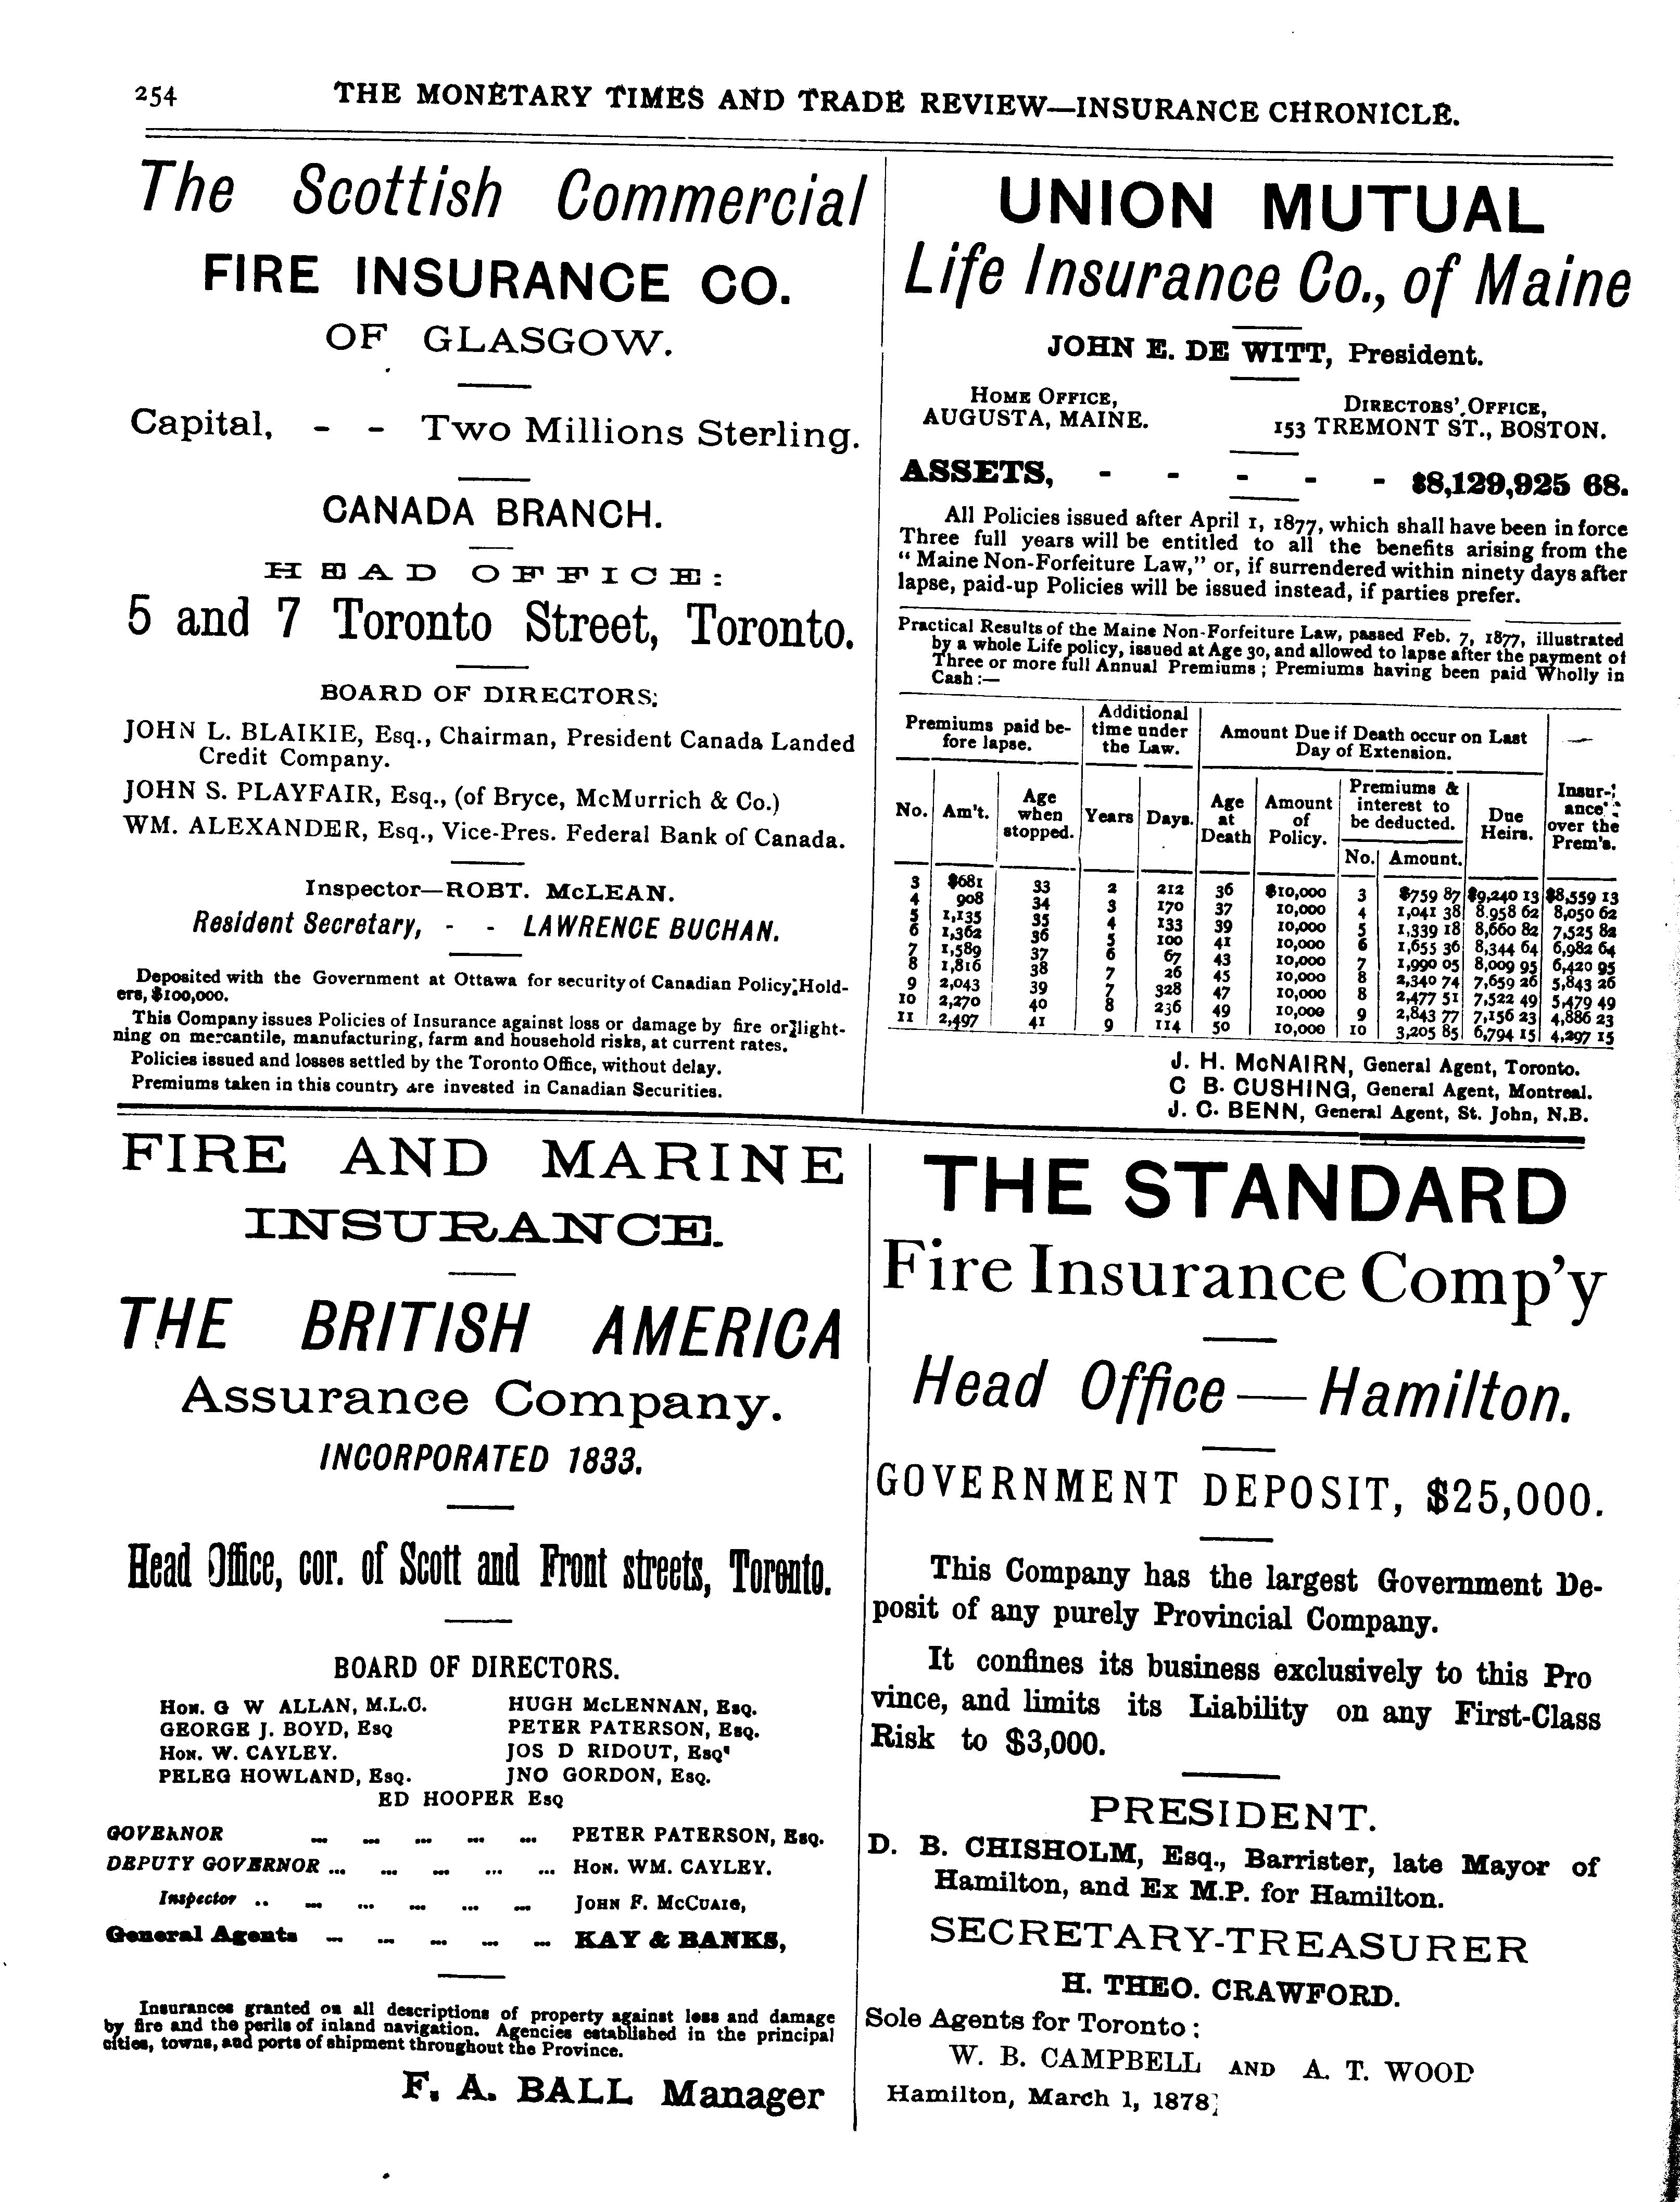 254
THE MONETARY TIMES AND TRADE REVIEW—INSURANCE CHRONICLE.
The Scottish Commercial
FIRE INSURANCE CO.
OF GLASGOW.
Capital, - - Two Millions Sterling.
CANADA BRANCH.
HEAD OFFICE:
5 and 7 Toronto Street, Toronto.
BOARD OF DIRECTORS:
JOHN L. BLAIKIE, Esq., Chairman, President Canada Landed
Credit Company.
JOHN S. PLAYFAIR, Esq., (of Bryce, McMurrich & Co.)
WM. ALEXANDER, Esq., Vice-Pres. Federal Bank of Canada.
Inspector—ROBT. McLEAN.
Resident Secretary, - - LAWRENCE BUCHAN.
Deposited with the Government at Ottawa for security of Canadian Policy Hold-
ers, $100,000.
This Company issues Policies of Insurance against loss or damage by fire or light-
ning on mercantile, manufacturing, farm and household risks, at current rates.
Policies issued and losses settled by the Toronto Office, without delay.
Premiums taken in this country are invested in Canadian Securities.
UNION MUTUAL
Life Insurance Co., of Maine
JOHN E. DE WITT, President.
HOME OFFICE,
AUGUSTA, MAINE.
DIRECTORS' OFFICE,
153 TREMONT ST., BOSTON.
ASSETS, - - - - - $8,129,925 68.
All Policies issued after April 1, 1877, which shall have been in force
Three full years will be entitled to all the benefits arising from the
"Maine Non-Forfeiture Law," or, if surrendered within ninety days after
lapse, paid-up Policies will be issued instead, if parties prefer.
Practical Results of the Maine Non-Forfeiture Law, passed Feb. 7, 1877, illustrated
by a whole Life policy, issued at Age 30, and allowed to lapse after the payment of
Three or more full Annual Premiums; Premiums having been paid Wholly in
Cash:—
Premiums paid be-
fore lapse.
Additional
time under
the Law.
Amount Due if Death occur on Last
Day of Extension.
—
No.
Am't.
Age
when
stopped.
Years
Days.
Age
at
Death
Amount
of
Policy.
Premiums &
interest to
be deducted.
No. Amount.
Due
Heirs.
Insur-
ance
over the
Prem's.
3 $681 33 2 212 36 $10,000 3 $759 87 $9,240 13 $8,559 13
4 908 34 3 170 37 10,000 4 1,041 38 8.958 62 8,050 62
5 1,135 35 4 133 39 10,000 5 1,339 18 8,660 82 7,525 82
6 1,362 36 5 100 41 10,000 6 1,655 36 8,344 64 6,982 64
7 1,589 37 6 67 43 10,000 7 1,990 05 8,009 95 6,420 95
8 1,816 38 7 26 45 10,000 8 2,340 74 7,659 26 5,843 26
9 2,043 39 7 328 47 10,000 8 2,477 51 7,522 49 5,479 49
10 2,270 40 8 236 49 10,000 9 2,843 77 7,156 23 4,886 23
11 2,497 41 9 114 50 10,000 10 3,205 85 6,794 15 4,297 15
J. H. McNAIRN, General Agent, Toronto.
C B. CUSHING, General Agent, Montreal.
J. C. BENN, General Agent, St. John, N.B.
FIRE AND MARINE
INSURANCE.
THE BRITISH AMERICA
Assurance Company.
INCORPORATED 1833.
Head Office, cor. of Scott and Front streets, Toronto.
BOARD OF DIRECTORS.
HON. G W ALLAN, M.L.C. HUGH McLENNAN, ESQ.
GEORGE J. BOYD, ESQ PETER PATERSON, ESQ.
HON. W. CAYLEY. JOS D RIDOUT, ESQ'
PELEG HOWLAND, ESQ. JNO GORDON, ESQ.
ED HOOPER ESQ
GOVERNOR ... ... ... ... ... PETER PATERSON, ESQ.
DEPUTY GOVERNOR ... ... ... ... ... HON. WM. CAYLEY.
Inspector .. ... ... ... ... ... JOHN F. McCUAIG,
General Agents ... ... ... ... ... KAY & BANKS,
Insurances granted on all descriptions of property against loss and damage
by fire and the perils of inland navigation. Agencies established in the principal
cities, towns, and ports of shipment throughout the Province.
F. A. BALL Manager
THE STANDARD
Fire Insurance Comp'y
Head Office—Hamilton.
GOVERNMENT DEPOSIT, $25,000.
This Company has the largest Government De-
posit of any purely Provincial Company.
It confines its business exclusively to this Pro
vince, and limits its Liability on any First-Class
Risk to $3,000.
PRESIDENT.
D. B. CHISHOLM, Esq., Barrister, late Mayor of
Hamilton, and Ex M.P. for Hamilton.
SECRETARY-TREASURER
H. THEO. CRAWFORD.
Sole Agents for Toronto:
W. B. CAMPBELL AND A. T. WOOD
Hamilton, March 1, 1878